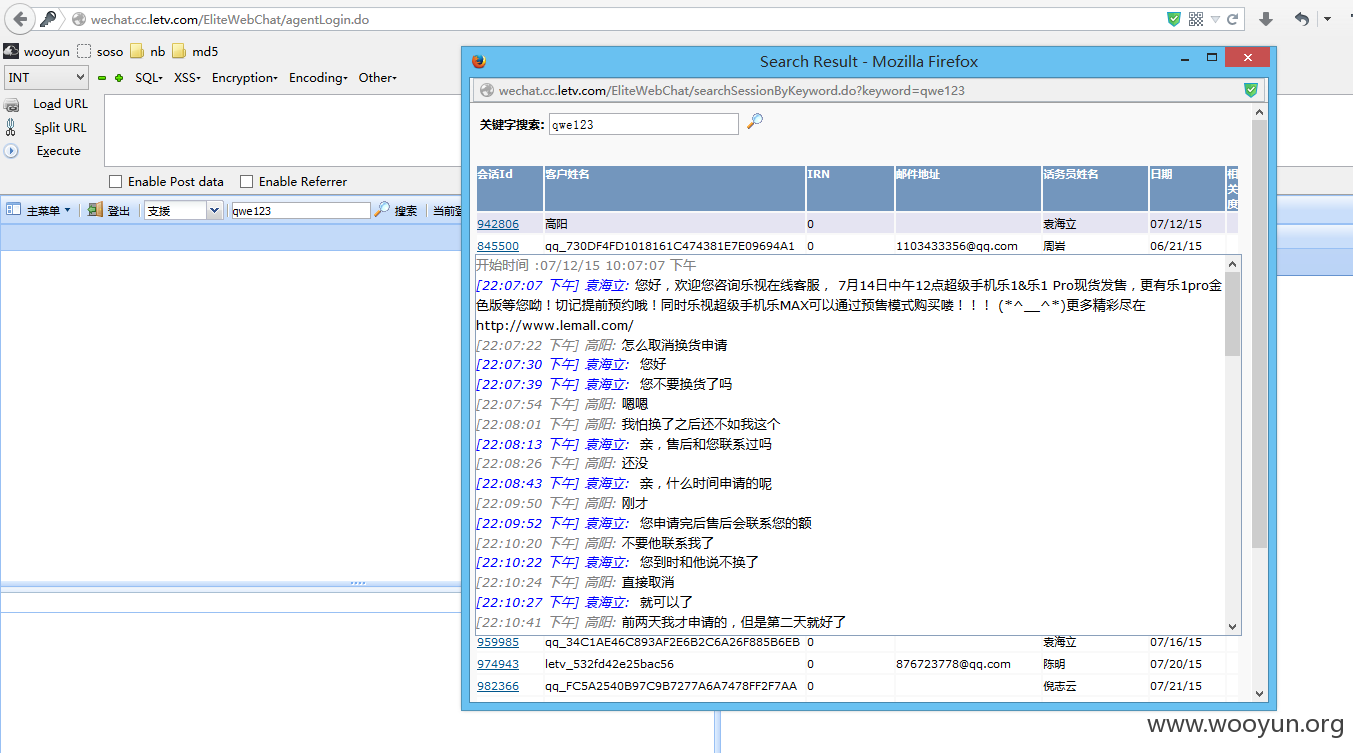 wechat.cc.letv.com/EliteWebChat/agentLogin.do
wooyun soso nb md5
INT SQL- XSS- Encryption- Encoding- Other-
Load URL
Split URL
Execute
Enable Post data Enable Referrer
主菜单 登出 支援 qwe123 搜索 当前登
Search Result - Mozilla Firefox
wechat.cc.letv.com/EliteWebChat/searchSessionByKeyword.do?keyword=qwe123
关键字搜索: qwe123
会话Id 客户姓名 IRN 邮件地址 话务员姓名 日期 相关度
942806 高阳 0 袁海立 07/12/15
845500 qq_730DF4FD1018161C474381E7E09694A1 0 1103433356@qq.com 周岩 06/21/15
开始时间 :07/12/15 10:07:07 下午
[22:07:07 下午] 袁海立: 您好，欢迎您咨询乐视在线客服， 7月14日中午12点超级手机乐1&乐1 Pro现货发售，更有乐1pro金
色版等您呦！切记提前预约哦！同时乐视超级手机乐MAX可以通过预售模式购买喽！！！ (*^__^*)更多精彩尽在
http://www.lemall.com/
[22:07:22 下午] 高阳: 怎么取消换货申请
[22:07:30 下午] 袁海立: 您好
[22:07:39 下午] 袁海立: 您不要换货了吗
[22:07:54 下午] 高阳: 嗯嗯
[22:08:01 下午] 高阳: 我怕换了之后还不如我这个
[22:08:13 下午] 袁海立: 亲，售后和您联系过吗
[22:08:26 下午] 高阳: 还没
[22:08:43 下午] 袁海立: 亲，什么时间申请的呢
[22:09:50 下午] 高阳: 刚才
[22:09:52 下午] 袁海立: 您申请完后售后会联系您的额
[22:10:20 下午] 高阳: 不要他联系我了
[22:10:22 下午] 袁海立: 您到时和他说不换了
[22:10:24 下午] 高阳: 直接取消
[22:10:27 下午] 袁海立: 就可以了
[22:10:41 下午] 高阳: 前两天我才申请的，但是第二天就好了
959985 qq_34C1AE46C893AF2E6B2C6A26F885B6EB 0 袁海立 07/16/15
974943 letv_532fd42e25bac56 0 876723778@qq.com 陈明 07/20/15
982366 qq_FC5A2540B97C9B7277A6A7478FF2F7AA 0 倪志云 07/21/15
www.wooyun.org